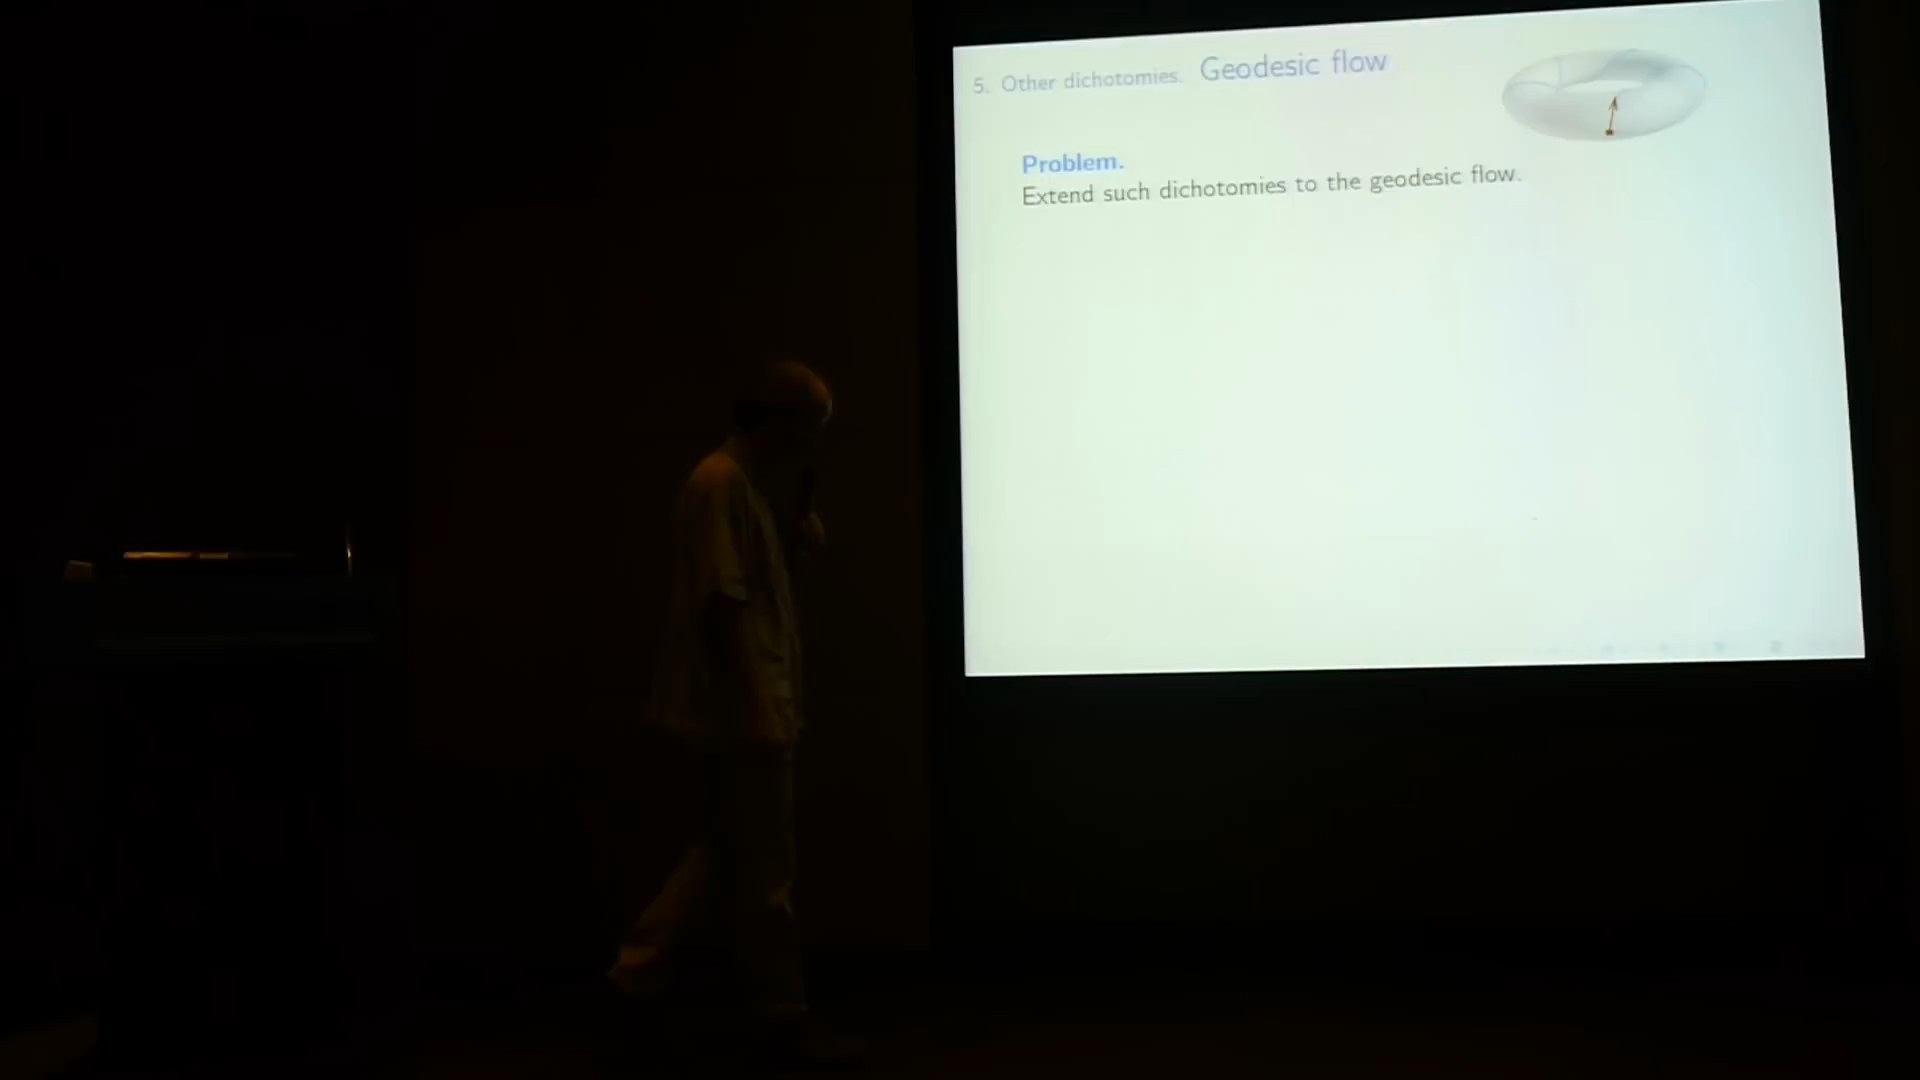 5. Other dichotomies. Geodesic flow
Problem.
Extend such dichotomies to the geodesic flow.